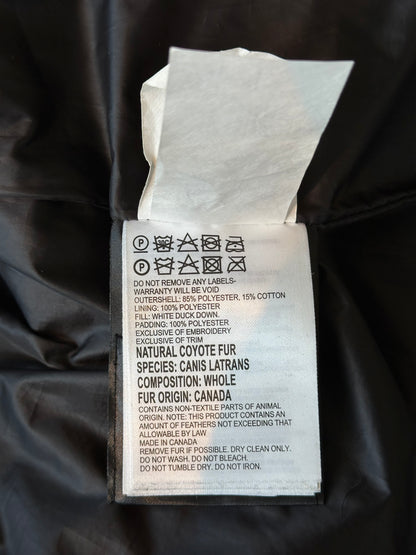 P
P
DO NOT REMOVE ANY LABELS-
WARRANTY WILL BE VOID
OUTERSHELL: 85% POLYESTER, 15% COTTON
LINING: 100% POLYESTER
FILL: WHITE DUCK DOWN.
PADDING: 100% POLYESTER
EXCLUSIVE OF EMBROIDERY
EXCLUSIVE OF TRIM
NATURAL COYOTE FUR
SPECIES: CANIS LATRANS
COMPOSITION: WHOLE
FUR ORIGIN: CANADA
CONTAINS NON-TEXTILE PARTS OF ANIMAL
ORIGIN. NOTE: THIS PRODUCT CONTAINS AN
AMOUNT OF FEATHERS NOT EXCEEDING THAT
ALLOWABLE BY LAW
MADE IN CANADA
REMOVE FUR IF POSSIBLE. DRY CLEAN ONLY.
DO NOT WASH. DO NOT BLEACH.
DO NOT TUMBLE DRY. DO NOT IRON.